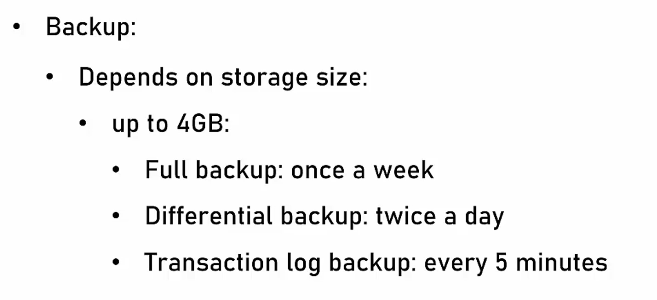 • Backup:
• Depends on storage size:
• up to 4GB:
• Full backup: once a week
• Differential backup: twice a day
• Transaction log backup: every 5 minutes